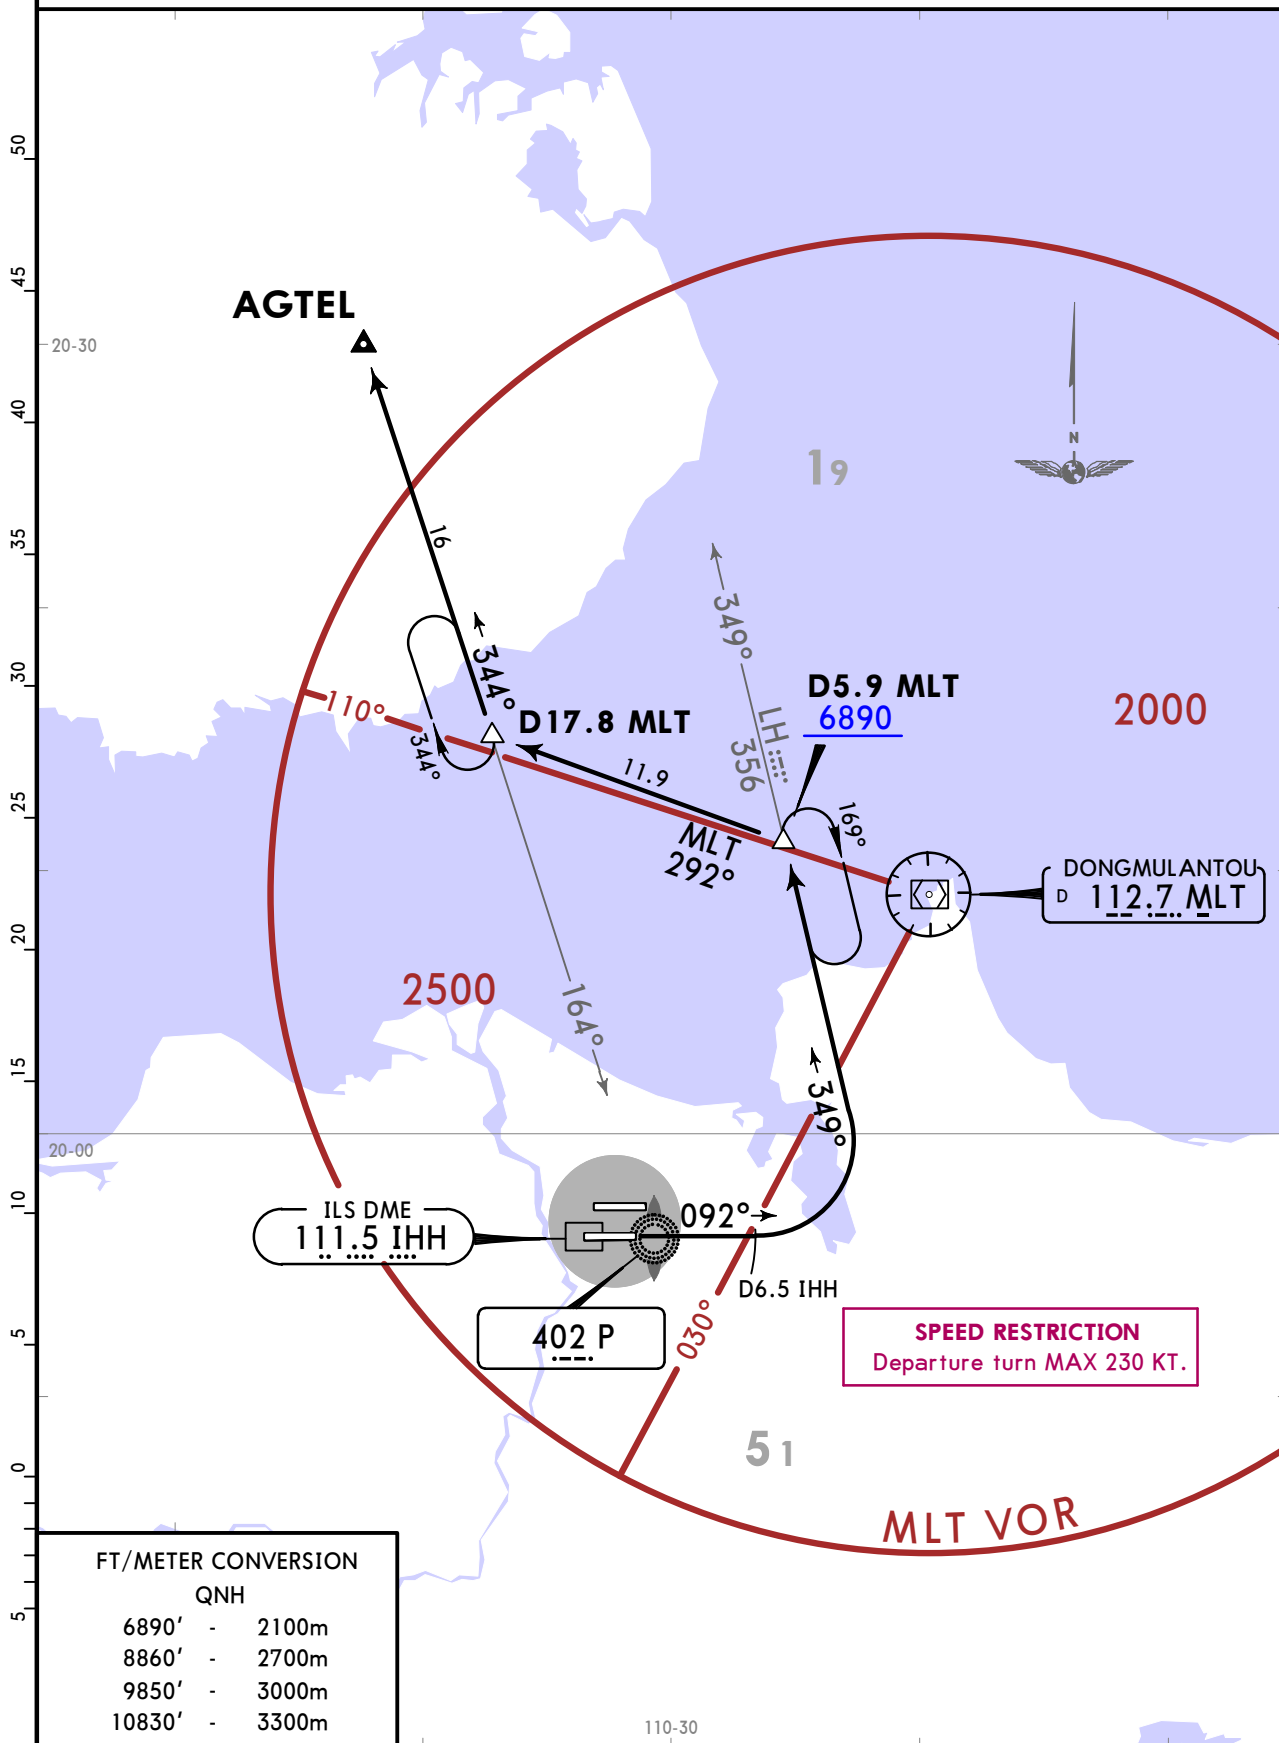 50
45
AGTEL
20-30
40
19
N
35
16
349°
30
344°
D5.9 MLT
6890
2000
110°
D17.8 MLT
344°
LH
356
25
11.9
169°
MLT
292°
DONGMULANTOU
D 112.7 MLT
20
2500
164°
15
349°
20-00
10
ILS DME
111.5 IHH
092°
D6.5 IHH
402 P
030°
5
SPEED RESTRICTION
Departure turn MAX 230 KT.
51
0
MLT VOR
5
FT/METER CONVERSION
QNH
6890' - 2100m
8860' - 2700m
9850' - 3000m
10830' - 3300m
110-30